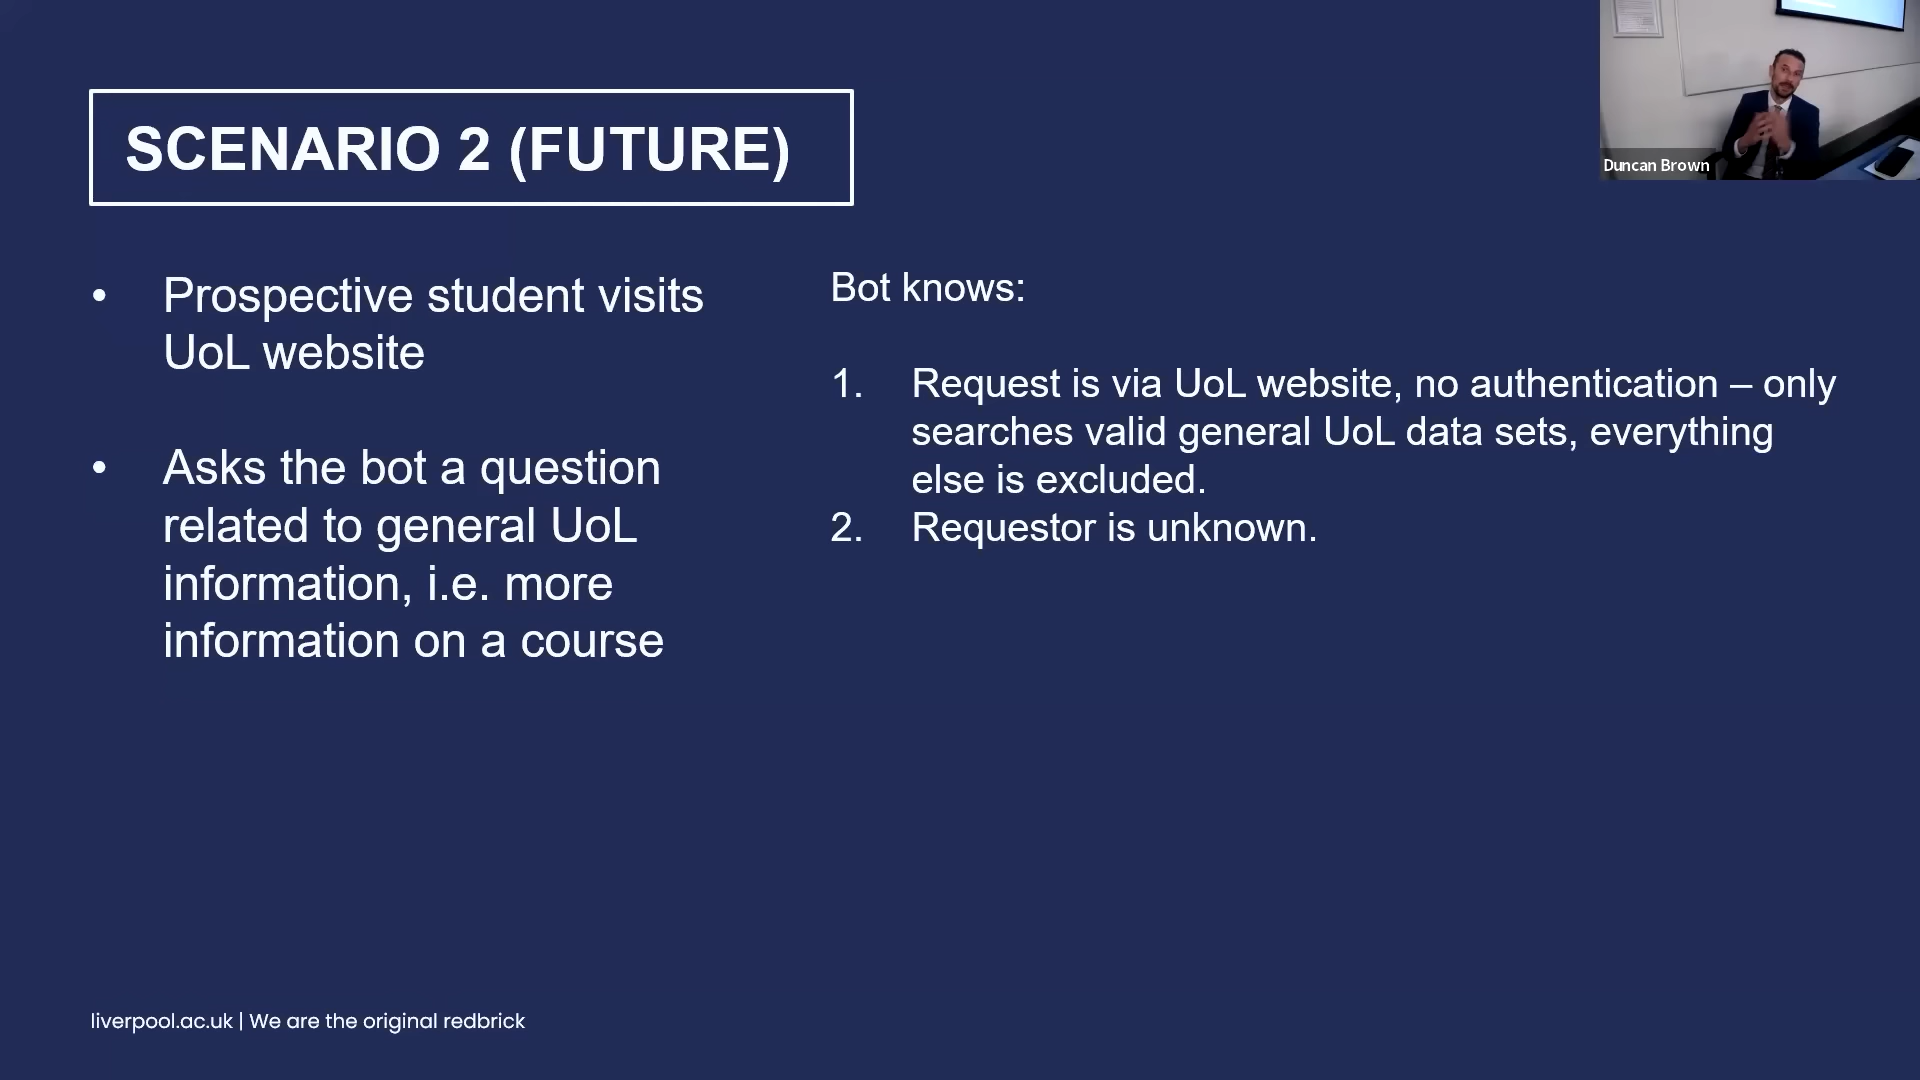 SCENARIO 2 (FUTURE)
• Prospective student visits
UoL website
• Asks the bot a question
related to general UoL
information, i.e. more
information on a course
Bot knows:
1. Request is via UoL website, no authentication – only
searches valid general UoL data sets, everything
else is excluded.
2. Requestor is unknown.
Duncan Brown
liverpool.ac.uk | We are the original redbrick